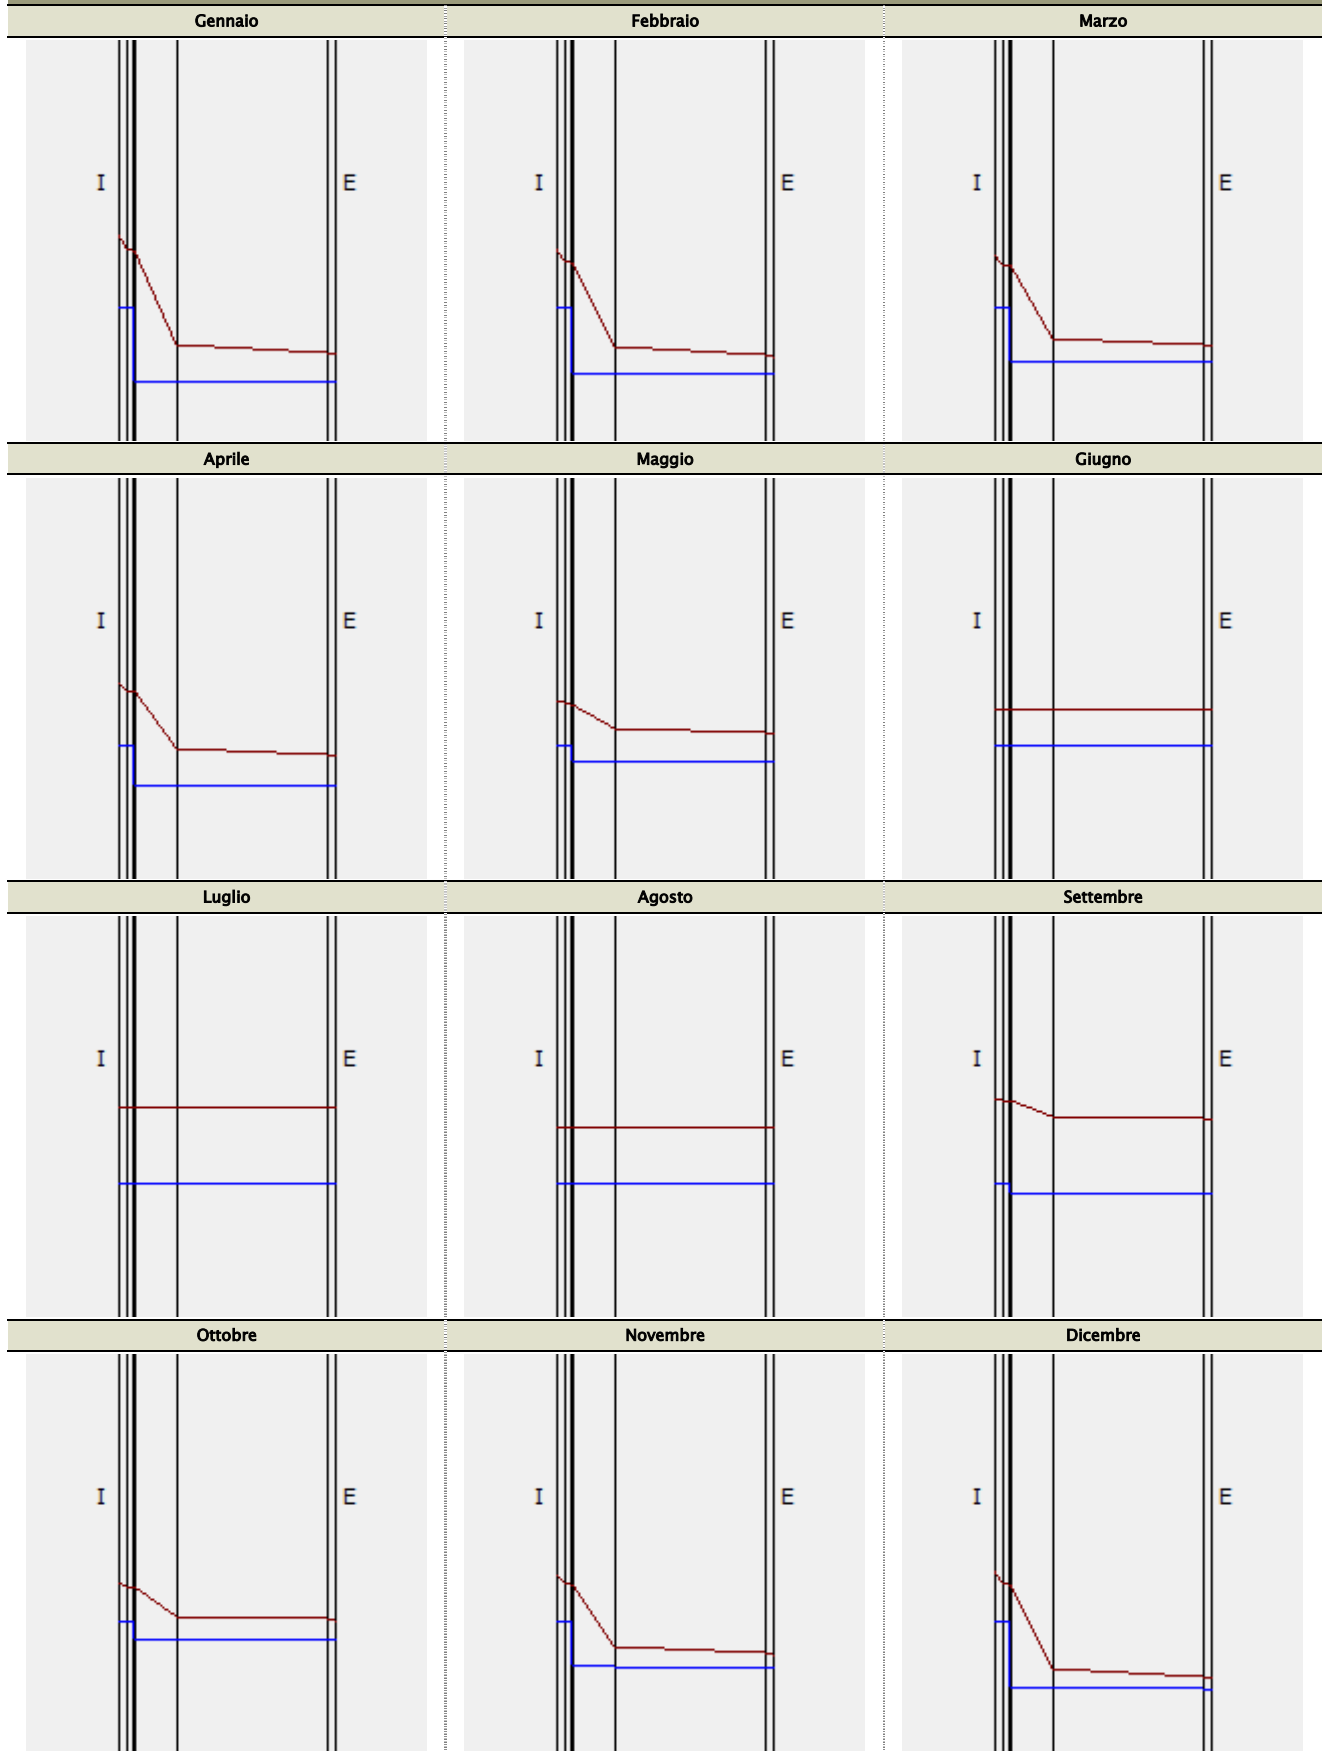 Gennaio Febbraio Marzo
I E I E I E
Aprile Maggio Giugno
I E I E I E
Luglio Agosto Settembre
I E I E I E
Ottobre Novembre Dicembre
I E I E I E